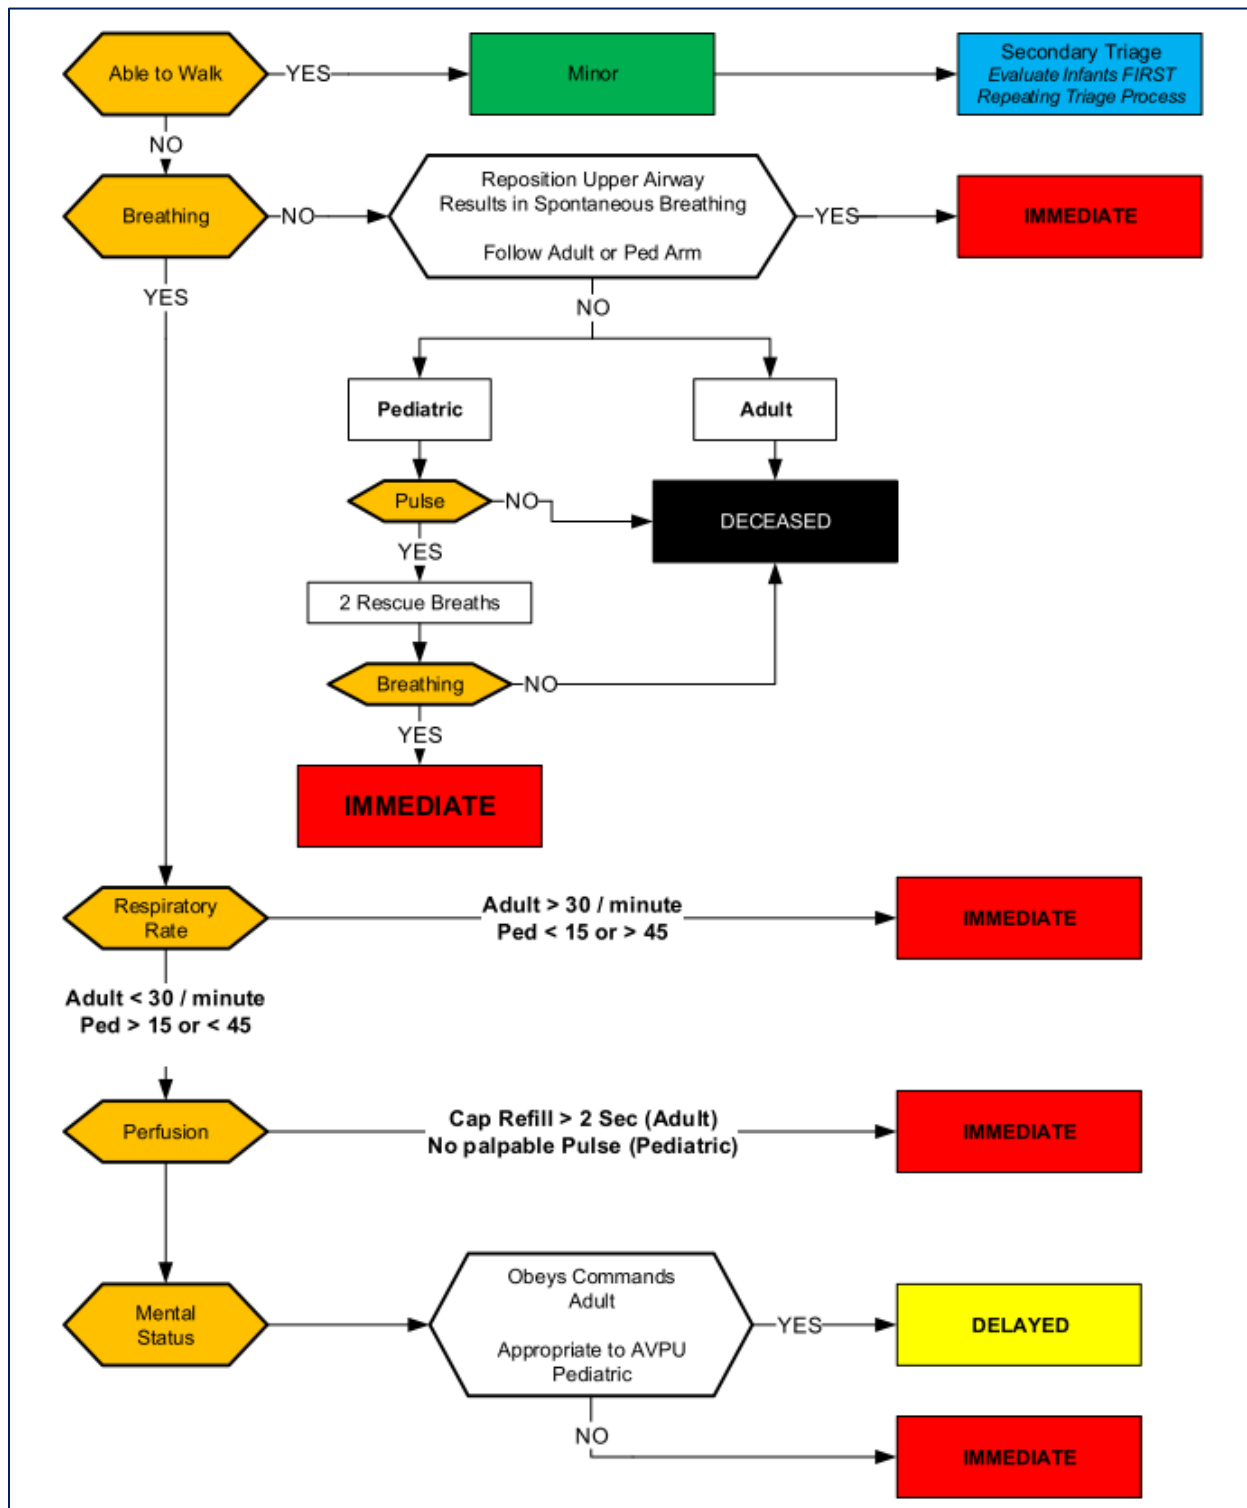 Able to Walk
YES
Minor
Secondary Triage
Evaluate Infants FIRST
Repeating Triage Process
NO
Breathing
NO
Reposition Upper Airway
Results in Spontaneous Breathing
Follow Adult or Ped Arm
YES
IMMEDIATE
YES
NO
Pediatric
Adult
Pulse
NO
DECEASED
YES
2 Rescue Breaths
Breathing
NO
YES
IMMEDIATE
Respiratory
Rate
Adult > 30 / minute
Ped < 15 or > 45
IMMEDIATE
Adult < 30 / minute
Ped > 15 or < 45
Perfusion
Cap Refill > 2 Sec (Adult)
No palpable Pulse (Pediatric)
IMMEDIATE
Mental
Status
Obeys Commands
Adult
Appropriate to AVPU
Pediatric
YES
DELAYED
NO
IMMEDIATE